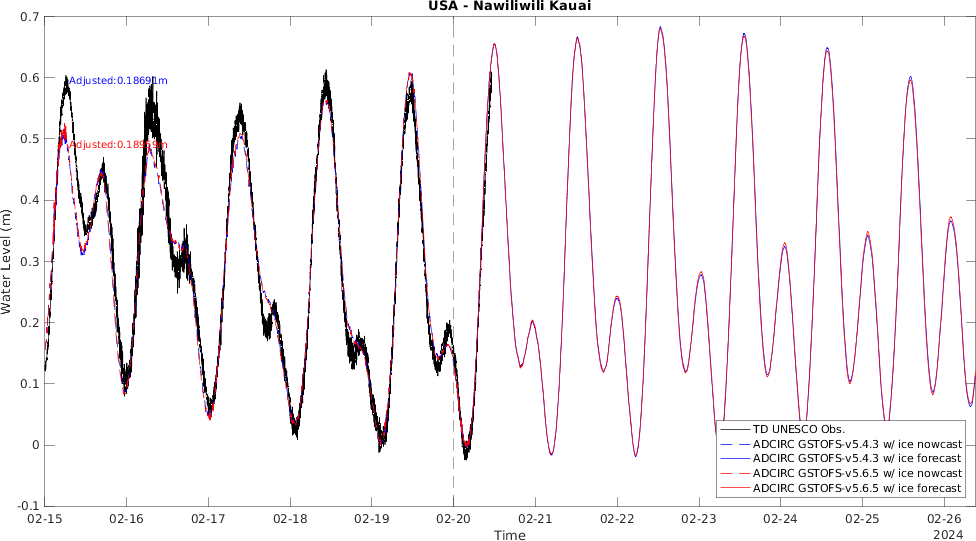 USA - Nawiliwili Kauai
0.7
0.6
0.5
0.4
0.3
0.2
0.1
0
-0.1
Water Level (m)
Adjusted:0.18691m
02-15
02-16
02-17
02-18
02-19
02-20
02-21
02-22
02-23
02-24
02-25
02-26
Time
2024
TD UNESCO Obs.
ADCIRC GSTOFS-v5.4.3 w/ ice nowcast
ADCIRC GSTOFS-v5.4.3 w/ ice forecast
ADCIRC GSTOFS-v5.6.5 w/ ice nowcast
ADCIRC GSTOFS-v5.6.5 w/ ice forecast